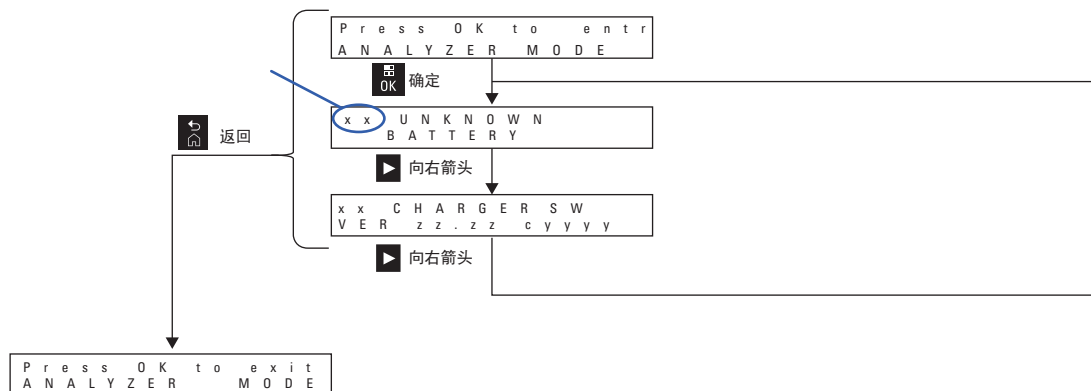 Press OK to entr
ANALYZER MODE
OK 确定
xx UNKNOWN
BATTERY
返回
向右箭头
xx CHARGER SW
VER zz.zz cyyyy
向右箭头
Press OK to exit
ANALYZER MODE